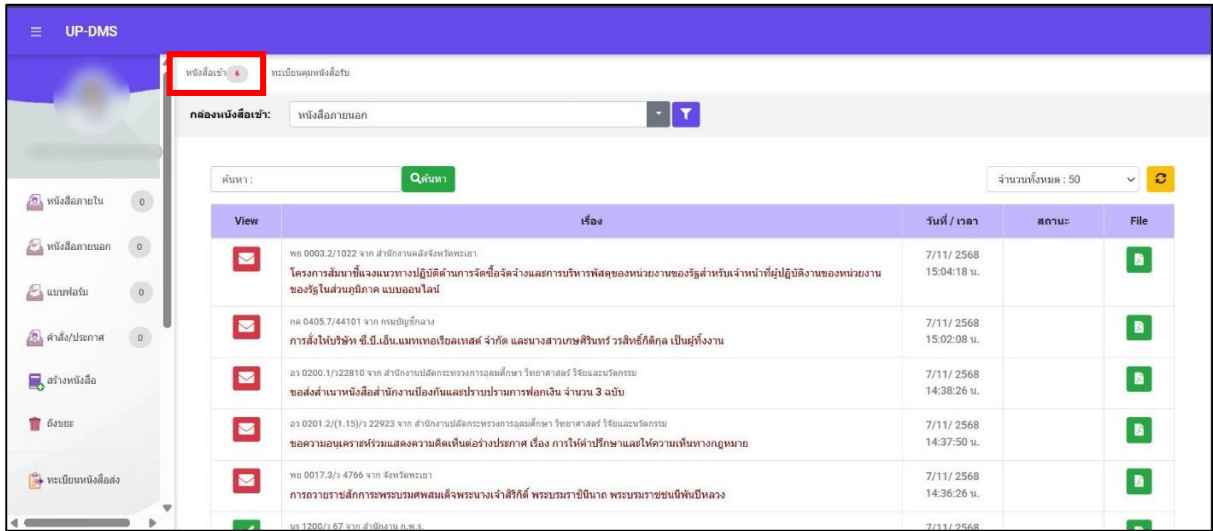 UP-DMS
หนังสือเข้า 6 ทะเบียนคุมหนังสือรับ
กล่องหนังสือเข้า: หนังสือภายนอก
ค้นหา : ค้นหา จำนวนทั้งหมด : 50
หนังสือภายใน 0
หนังสือภายนอก 0
แบบฟอร์ม 0
คำสั่ง/ประกาศ 0
สร้างหนังสือ
ถังขยะ
ทะเบียนหนังสือส่ง
View เรื่อง วันที่ / เวลา สถานะ File
พย 0003.2/1022 จาก สำนักงานคลังจังหวัดพะเยา
โครงการสัมนาชี้แจงแนวทางปฏิบัติด้านการจัดซื้อจัดจ้างและการบริหารพัสดุของหน่วยงานของรัฐสำหรับเจ้าหน้าที่ผู้ปฏิบัติงานของหน่วยงาน
ของรัฐในส่วนภูมิภาค แบบออนไลน์
7/11/ 2568
15:04:18 น.
กค 0405.7/44101 จาก กรมบัญชีกลาง
การสั่งให้บริษัท ซี.บี.เอ็น.แมทเทอเรียลเทสต์ จำกัด และนางสาวเกษศิรินทร์ วรสิทธิ์กิติกุล เป็นผู้ทิ้งงาน
7/11/ 2568
15:02:08 น.
อว 0200.1/ว22810 จาก สำนักงานปลัดกระทรวงการอุดมศึกษา วิทยาศาสตร์ วิจัยและนวัตกรรม
ขอส่งสำเนาหนังสือสำนักงานป้องกันและปราบปรามการฟอกเงิน จำนวน 3 ฉบับ
7/11/ 2568
14:38:26 น.
อว 0201.2/(1.15)/ว 22923 จาก สำนักงานปลัดกระทรวงการอุดมศึกษา วิทยาศาสตร์ วิจัยและนวัตกรรม
ขอความอนุเคราะห์ร่วมแสดงความคิดเห็นต่อร่างประกาศ เรื่อง การให้คำปรึกษาและให้ความเห็นทางกฎหมาย
7/11/ 2568
14:37:50 น.
พย 0017.3/ว 4766 จาก จังหวัดพะเยา
การถวายราชสักการะพระบรมศพสมเด็จพระนางเจ้าสิริกิติ์ พระบรมราชินีนาถ พระบรมราชชนนีพันปีหลวง
7/11/ 2568
14:36:26 น.
นร 1200/ว 67 จาก สำนักงาน ก.พ.ร.
7/11/ 2568